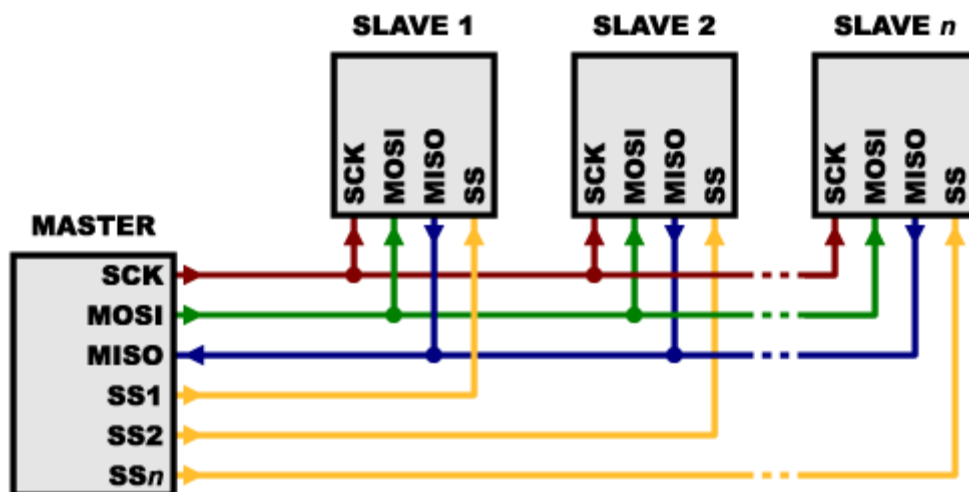 SLAVE 1
SLAVE 2
SLAVE n
SCK
MOSI
MISO
SS
SCK
MOSI
MISO
SS
SCK
MOSI
MISO
SS
MASTER
SCK
MOSI
MISO
SS1
SS2
SSn